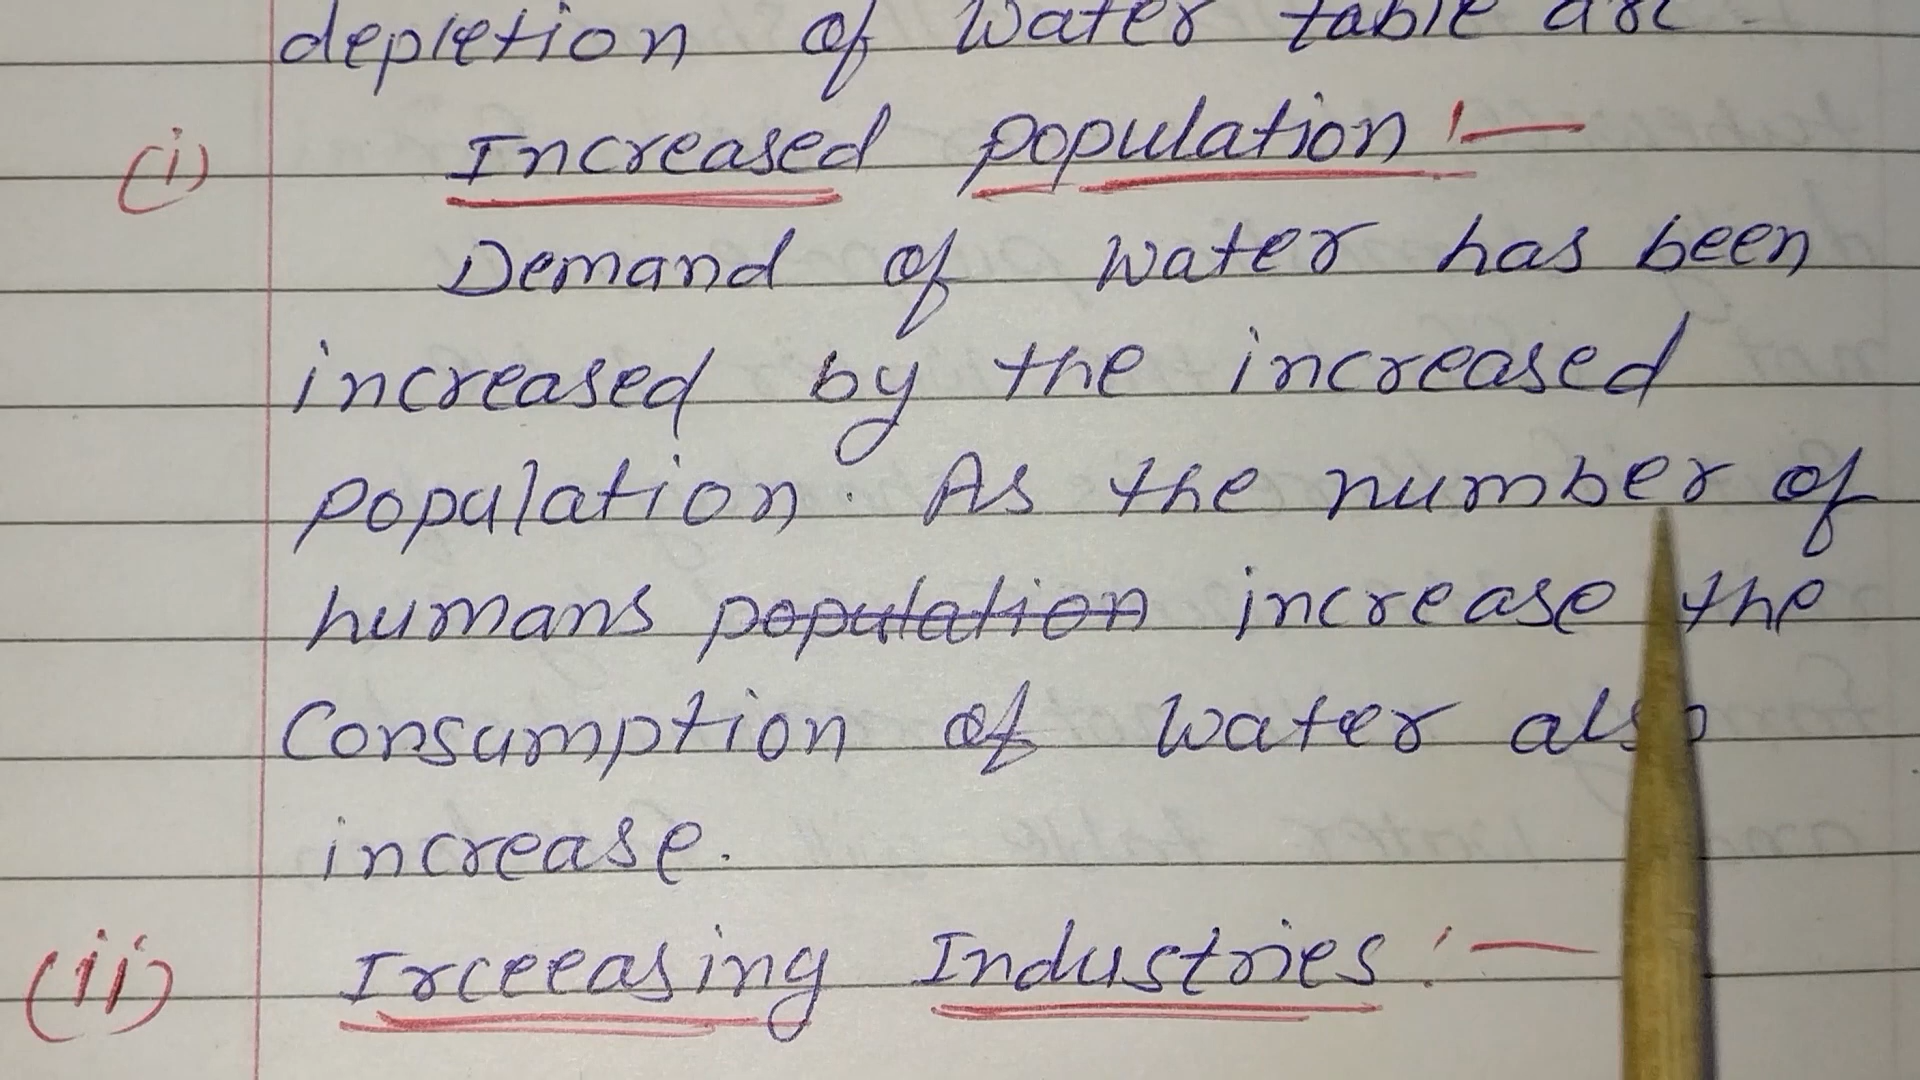 depletion of water table are -
(i) Increased population :—
Demand of water has been
increased by the increased
population. As the number of
humans population increase the
Consumption of water also
increase.
(ii) Irceeasing Industries :—